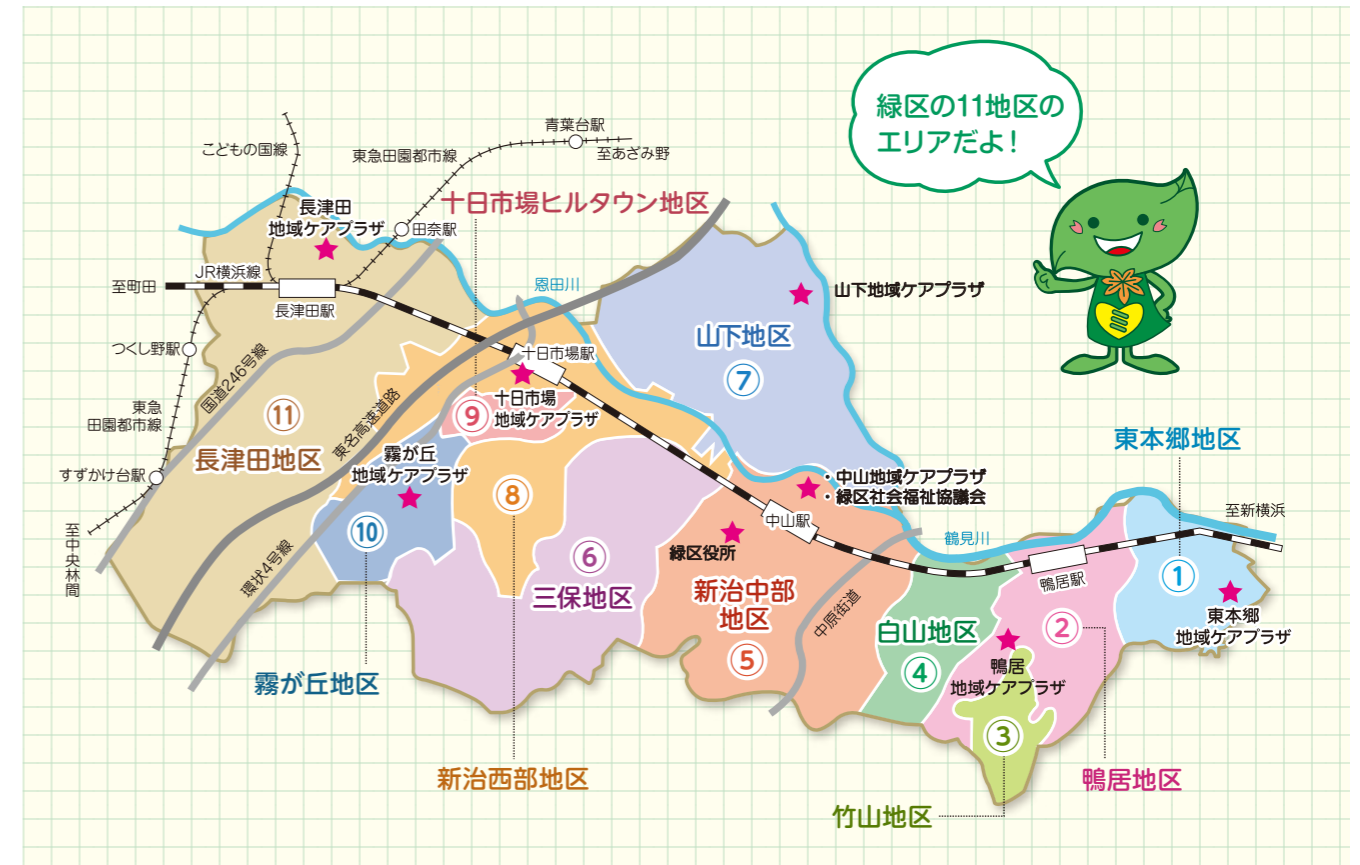 緑区の11地区の
エリアだよ！
青葉台駅
こどもの国線
東急田園都市線
至あざみ野
十日市場ヒルタウン地区
長津田
地域ケアプラザ
田奈駅
JR横浜線
至町田
長津田駅
恩田川
山下地域ケアプラザ
つくし野駅
国道246号線
十日市場駅
山下地区
⑦
東急
田園都市線
⑪
長津田地区
東名高速道路
⑨
十日市場
地域ケアプラザ
霧が丘
地域ケアプラザ
すずかけ台駅
⑧
・中山地域ケアプラザ
・緑区社会福祉協議会
東本郷地区
至新横浜
至中央林間
⑩
環状4号線
中山駅
緑区役所
鶴見川
鴨居駅
①
⑥
三保地区
新治中部
地区
⑤
中原街道
白山地区
④
②
東本郷
地域ケアプラザ
鴨居
地域ケアプラザ
霧が丘地区
③
新治西部地区
鴨居地区
竹山地区